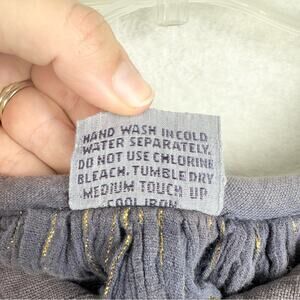 HAND WASH IN COLD
WATER SEPARATELY.
DO NOT USE CHLORINE
BLEACH. TUMBLE DRY
MEDIUM TOUCH UP
COOL IRON